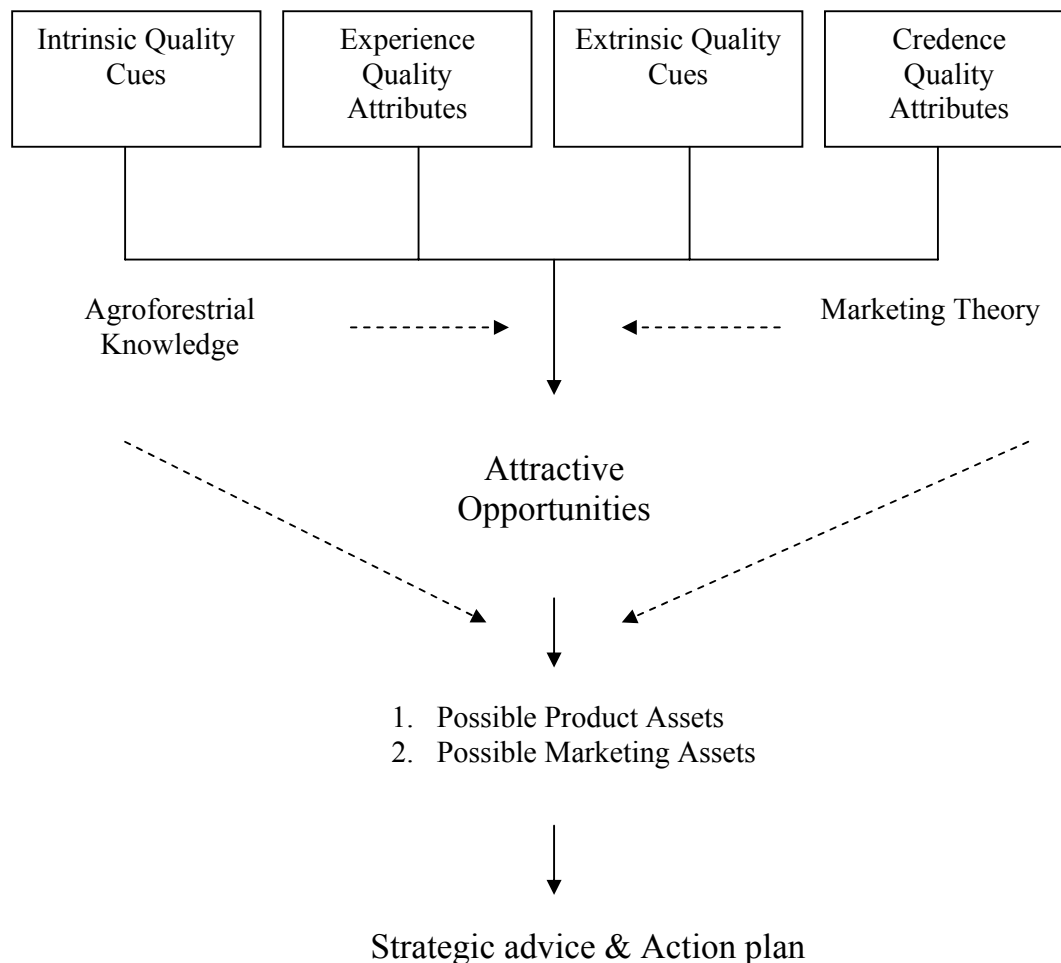 Intrinsic Quality
Cues
Experience
Quality
Attributes
Extrinsic Quality
Cues
Credence
Quality
Attributes
Agroforestrial
Knowledge
Marketing Theory
Attractive
Opportunities
1. Possible Product Assets
2. Possible Marketing Assets
Strategic advice & Action plan